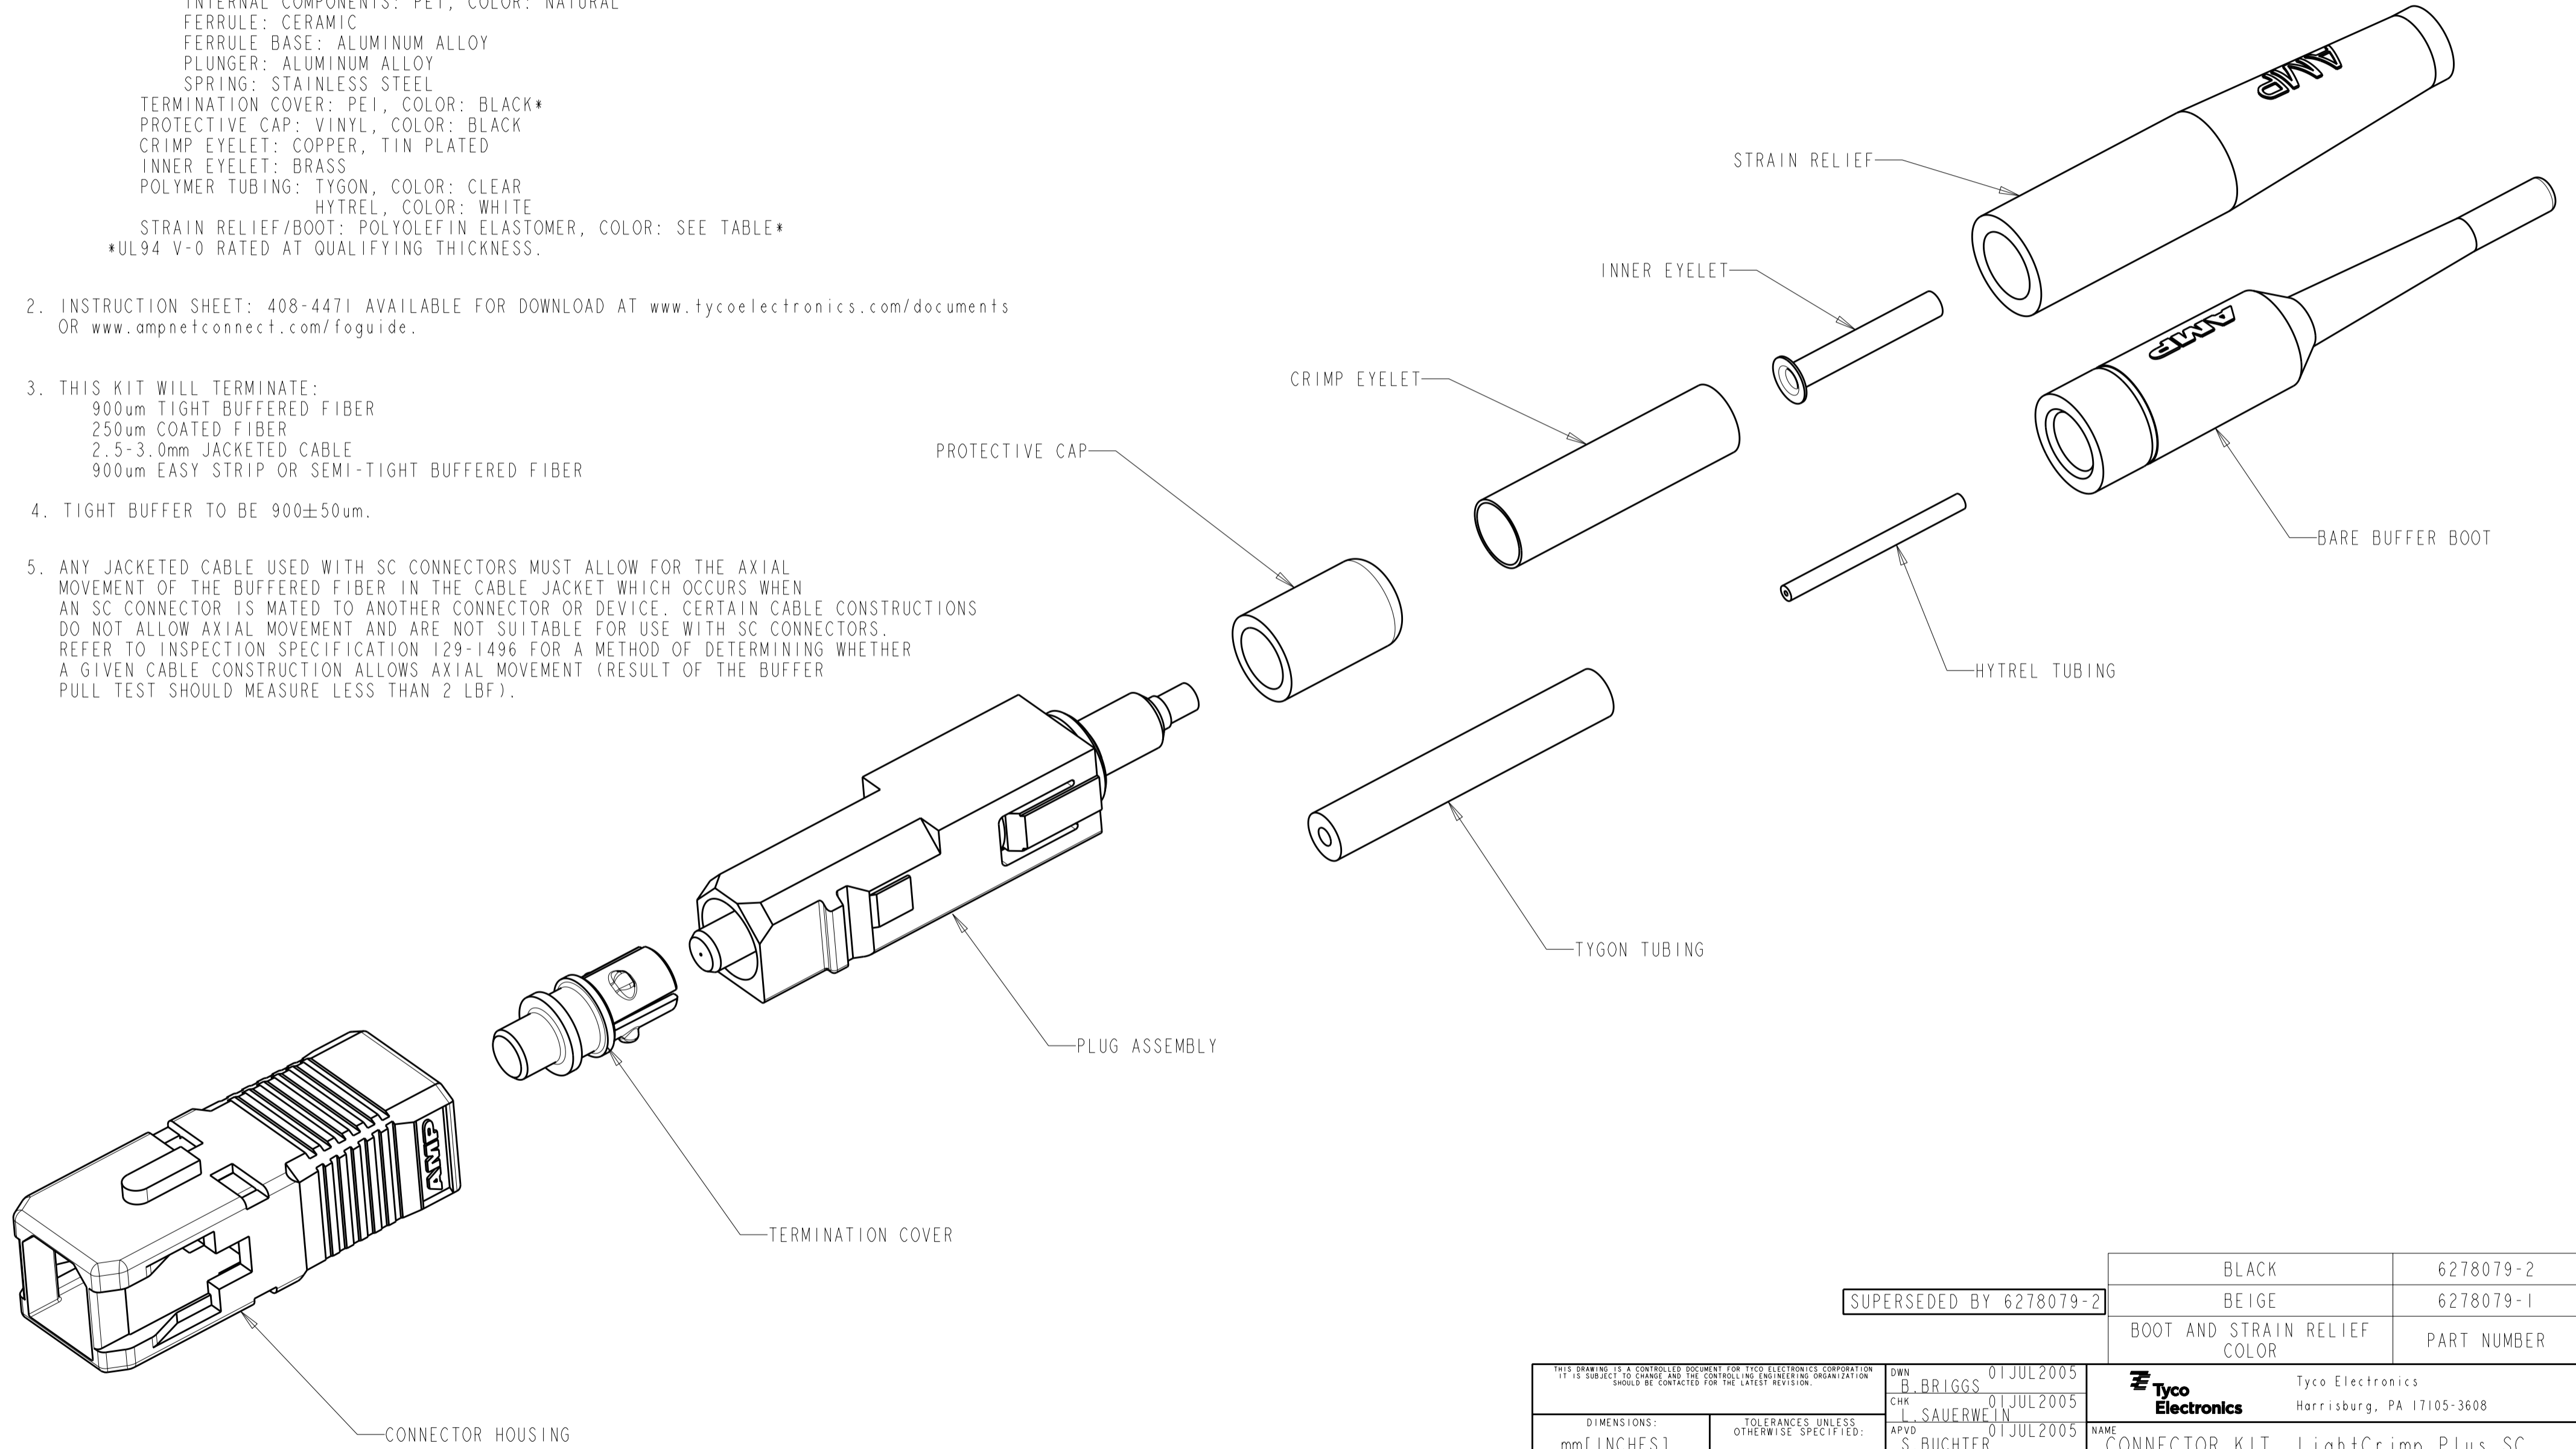 INTERNAL COMPONENTS: PEI, COLOR: NATURAL
FERRULE: CERAMIC
FERRULE BASE: ALUMINUM ALLOY
PLUNGER: ALUMINUM ALLOY
SPRING: STAINLESS STEEL
TERMINATION COVER: PEI, COLOR: BLACK*
PROTECTIVE CAP: VINYL, COLOR: BLACK
CRIMP EYELET: COPPER, TIN PLATED
INNER EYELET: BRASS
POLYMER TUBING: TYGON, COLOR: CLEAR
HYTREL, COLOR: WHITE
STRAIN RELIEF/BOOT: POLYOLEFIN ELASTOMER, COLOR: SEE TABLE*
*UL94 V-0 RATED AT QUALIFYING THICKNESS.
2. INSTRUCTION SHEET: 408-4471 AVAILABLE FOR DOWNLOAD AT www.tycoelectronics.com/documents
OR www.ampnetconnect.com/foguide.
3. THIS KIT WILL TERMINATE:
900um TIGHT BUFFERED FIBER
250um COATED FIBER
2.5-3.0mm JACKETED CABLE
900um EASY STRIP OR SEMI-TIGHT BUFFERED FIBER
4. TIGHT BUFFER TO BE 900±50um.
5. ANY JACKETED CABLE USED WITH SC CONNECTORS MUST ALLOW FOR THE AXIAL
MOVEMENT OF THE BUFFERED FIBER IN THE CABLE JACKET WHICH OCCURS WHEN
AN SC CONNECTOR IS MATED TO ANOTHER CONNECTOR OR DEVICE. CERTAIN CABLE CONSTRUCTIONS
DO NOT ALLOW AXIAL MOVEMENT AND ARE NOT SUITABLE FOR USE WITH SC CONNECTORS.
REFER TO INSPECTION SPECIFICATION 129-1496 FOR A METHOD OF DETERMINING WHETHER
A GIVEN CABLE CONSTRUCTION ALLOWS AXIAL MOVEMENT (RESULT OF THE BUFFER
PULL TEST SHOULD MEASURE LESS THAN 2 LBF).
AMP
STRAIN RELIEF
INNER EYELET
AMP
CRIMP EYELET
PROTECTIVE CAP
BARE BUFFER BOOT
HYTREL TUBING
TYGON TUBING
PLUG ASSEMBLY
AMP
TERMINATION COVER
CONNECTOR HOUSING
SUPERSEDED BY 6278079-2
BLACK 6278079-2
BEIGE 6278079-1
BOOT AND STRAIN RELIEF
COLOR
PART NUMBER
THIS DRAWING IS A CONTROLLED DOCUMENT FOR TYCO ELECTRONICS CORPORATION
IT IS SUBJECT TO CHANGE AND THE CONTROLLING ENGINEERING ORGANIZATION
SHOULD BE CONTACTED FOR THE LATEST REVISION.
DWN 01JUL2005
B.BRIGGS
CHK 01JUL2005
L.SAUERWEIN
APVD 01JUL2005
S.BUCHTER
Tyco
Electronics
Tyco Electronics
Harrisburg, PA 17105-3608
DIMENSIONS:
mm[INCHES]
TOLERANCES UNLESS
OTHERWISE SPECIFIED:
NAME
CONNECTOR KIT, LightCrimp Plus SC